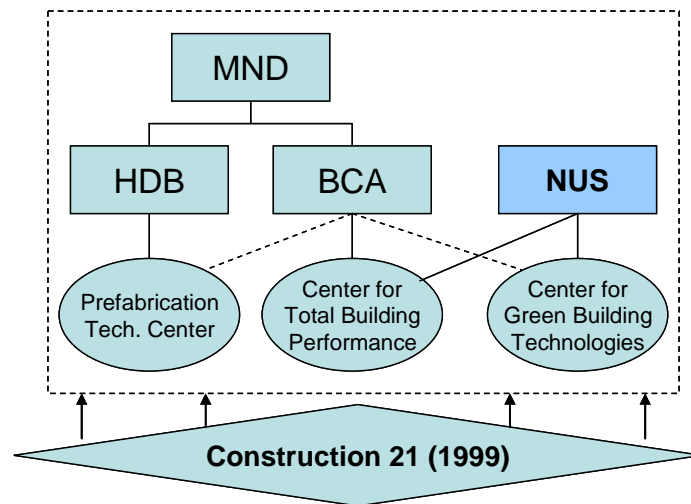 MND
HDB
BCA
NUS
Prefabrication
Tech. Center
Center for
Total Building
Performance
Center for
Green Building
Technologies
Construction 21 (1999)